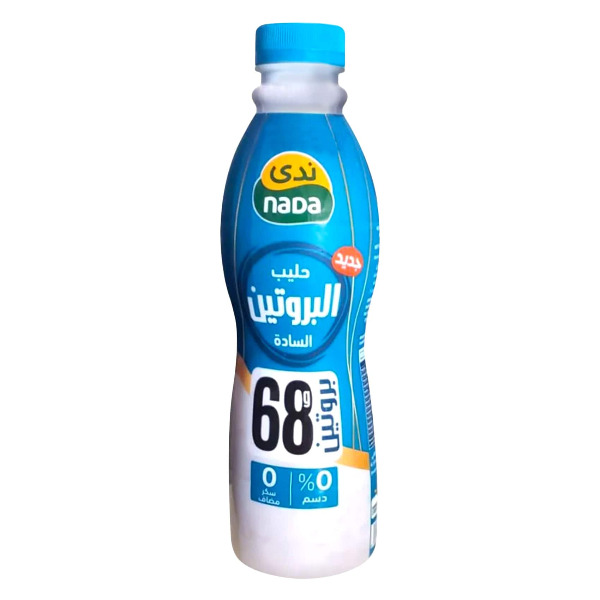 ندى
nada
جديد
حليب
البروتين
السادة
68g بروتين
0 سكر مضاف
0% دسم